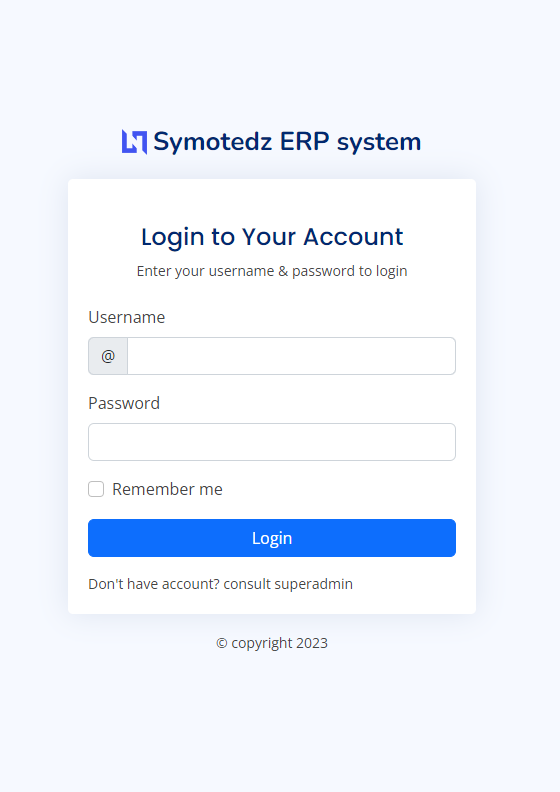 Symotedz ERP system
Login to Your Account
Enter your username & password to login
Username
@
Password
Remember me
Login
Don't have account? consult superadmin
© copyright 2023